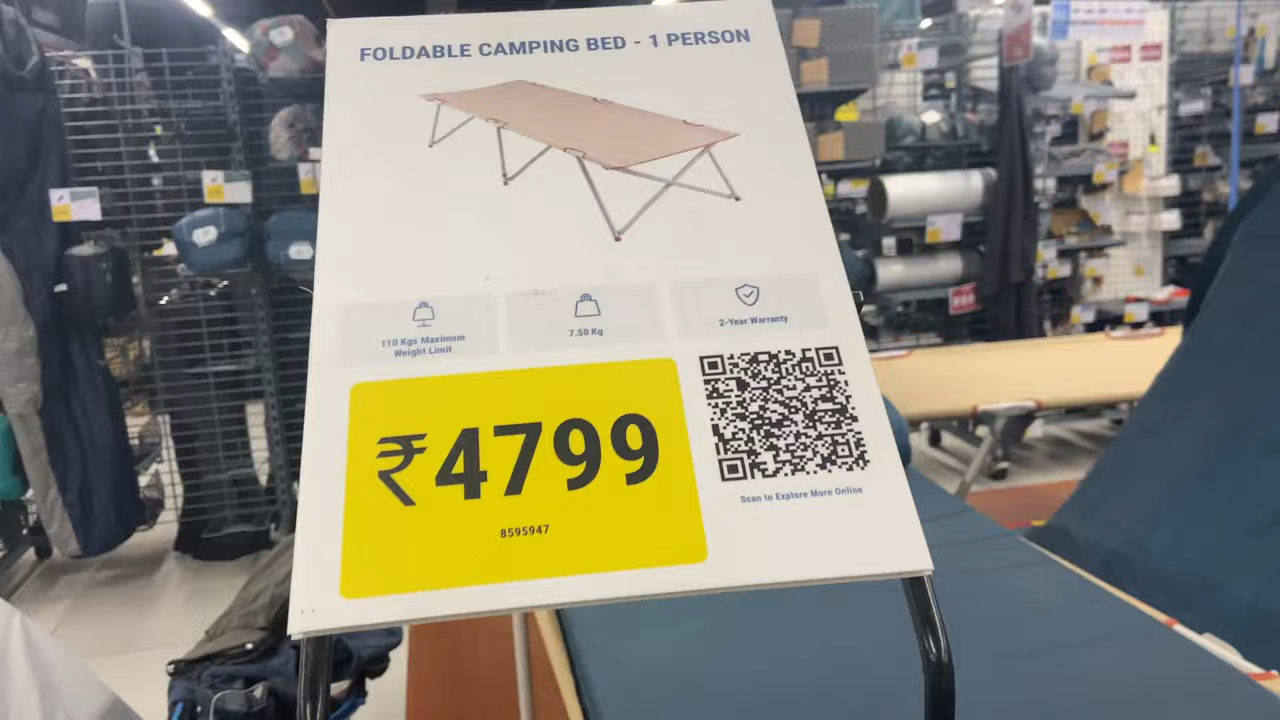 FOLDABLE CAMPING BED - 1 PERSON
110 Kgs Maximum
Weight Limit
7.50 Kg
2-Year Warranty
₹4799
8595947
Scan to Explore More Online